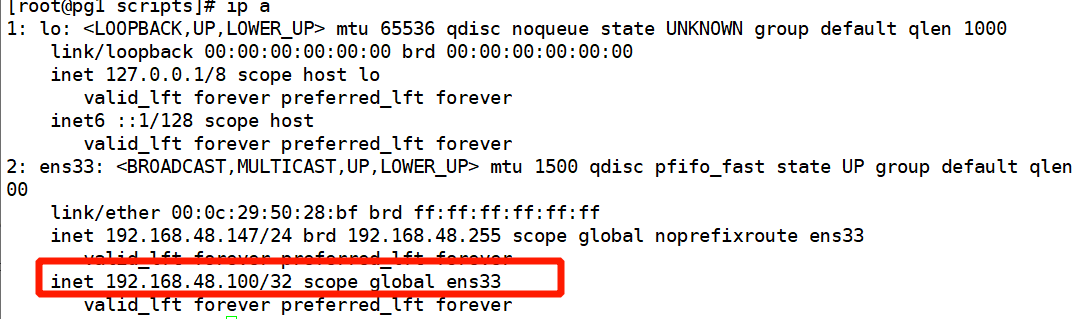 [root@pg1 scripts]# ip a
1: lo: <LOOPBACK,UP,LOWER_UP> mtu 65536 qdisc noqueue state UNKNOWN group default qlen 1000
    link/loopback 00:00:00:00:00:00 brd 00:00:00:00:00:00
    inet 127.0.0.1/8 scope host lo
       valid_lft forever preferred_lft forever
    inet6 ::1/128 scope host
       valid_lft forever preferred_lft forever
2: ens33: <BROADCAST,MULTICAST,UP,LOWER_UP> mtu 1500 qdisc pfifo_fast state UP group default qlen
00
    link/ether 00:0c:29:50:28:bf brd ff:ff:ff:ff:ff:ff
    inet 192.168.48.147/24 brd 192.168.48.255 scope global noprefixroute ens33
       valid_lft forever preferred_lft forever
    inet 192.168.48.100/32 scope global ens33
       valid_lft forever preferred_lft forever